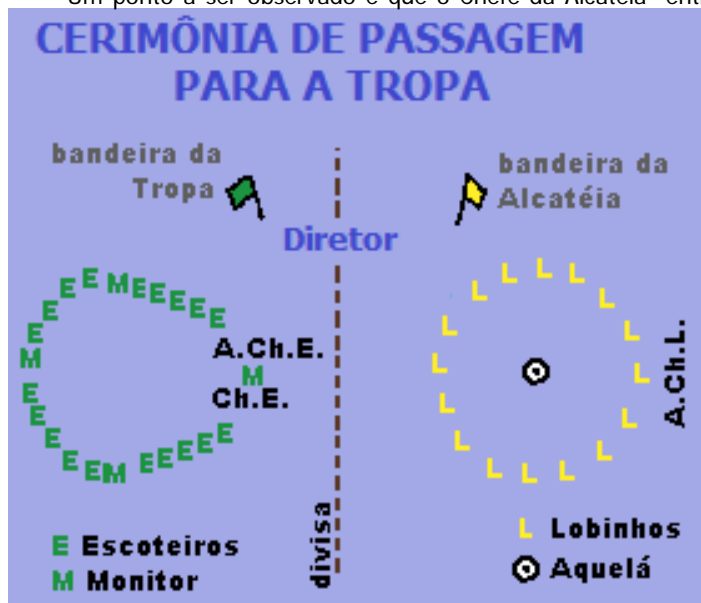 Um ponto a ser observado é que o Chefe da Alcatéia
CERIMÔNIA DE PASSAGEM
PARA A TROPA
bandeira da
Tropa
bandeira da
Alcatéia
Diretor
E E M E E E E E
E
E
E
M
E
E
E
E
E M E E E E E
A.Ch.E.
M
Ch.E.
L L L L L L L L L L L L L L L L L L
A.Ch.L.
divisa
E Escoteiros
M Monitor
L Lobinhos
Aquelá